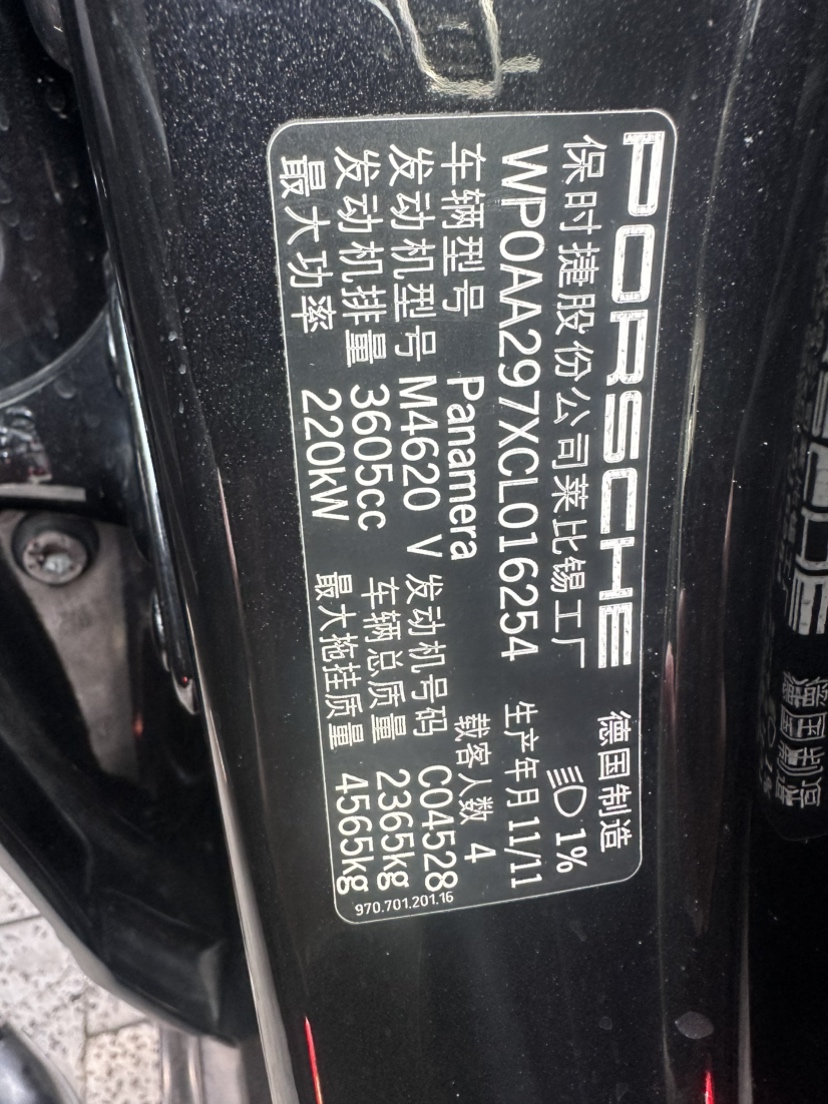 PORSCHE 德国制造
保时捷股份公司莱比锡工厂 1%
WP0AA297XCL016254 生产年月 11/11
车辆型号 Panamera 载客人数 4
发动机型号 M4620 V 发动机号码 C04528
发动机排量 3605cc 车辆总质量 2365kg
最大功率 220kW 最大拖挂质量 4565kg
970.701.201.16